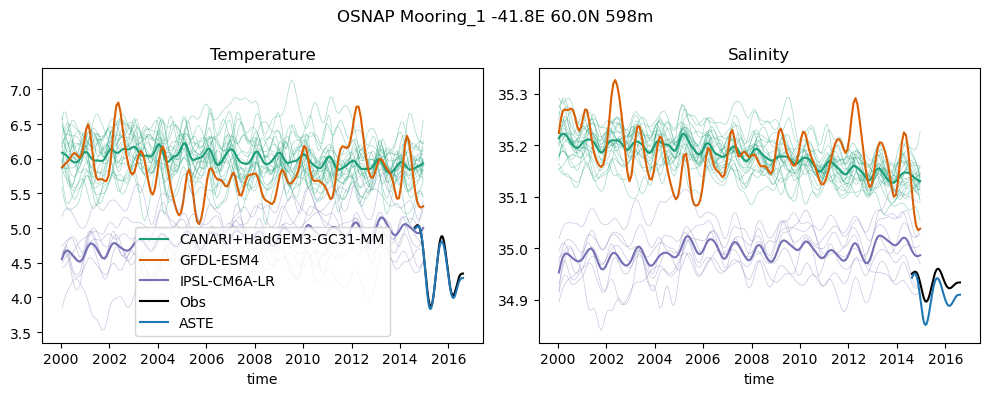 OSNAP Mooring_1 -41.8E 60.0N 598m
Temperature
7.0
6.5
6.0
5.5
5.0
4.5
4.0
3.5
CANARI+HadGEM3-GC31-MM
GFDL-ESM4
IPSL-CM6A-LR
Obs
ASTE
2000 2002 2004 2006 2008 2010 2012 2014 2016
time
Salinity
35.3
35.2
35.1
35.0
34.9
2000 2002 2004 2006 2008 2010 2012 2014 2016
time